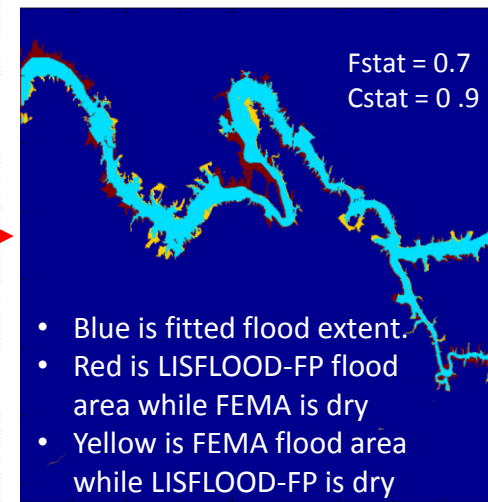 Fstat = 0.7
Cstat = 0 .9
• Blue is fitted flood extent.
• Red is LISFLOOD-FP flood
area while FEMA is dry
• Yellow is FEMA flood area
while LISFLOOD-FP is dry